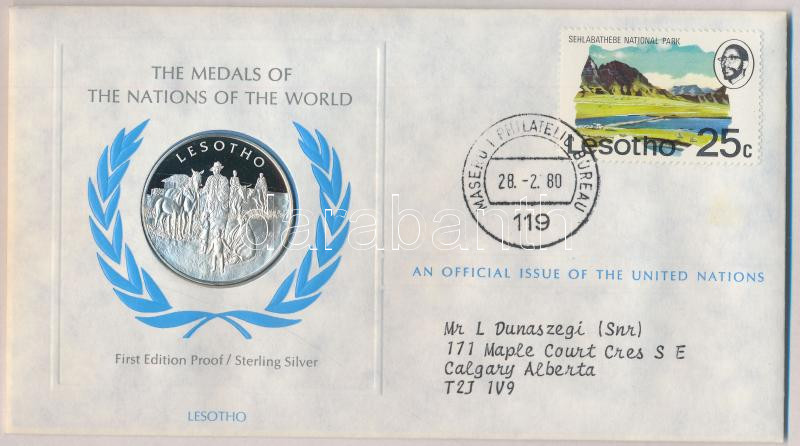 THE MEDALS OF
THE NATIONS OF THE WORLD
LESOTHO
First Edition Proof / Sterling Silver
LESOTHO
SEHLABATHEBE NATIONAL PARK
Lesotho 25c
MASERU PHILATELIC BUREAU
28. -2. 80
119
AN OFFICIAL ISSUE OF THE UNITED NATIONS
Mr L Dunaszegi (Snr)
171 Maple Court Cres S E
Calgary Alberta
T2J 1V9
darabanth